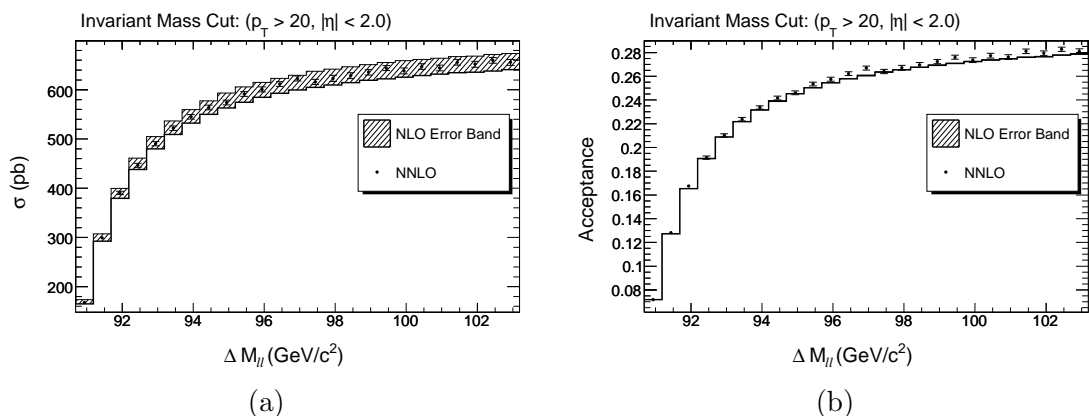 Invariant Mass Cut: (p_T > 20, |η| < 2.0)
σ (pb)
600
500
400
300
200
NLO Error Band
NNLO
92 94 96 98 100 102
Δ M_ll (GeV/c²)
(a)
Invariant Mass Cut: (p_T > 20, |η| < 2.0)
Acceptance
0.28
0.26
0.24
0.22
0.2
0.18
0.16
0.14
0.12
0.1
0.08
NLO Error Band
NNLO
92 94 96 98 100 102
Δ M_ll (GeV/c²)
(b)